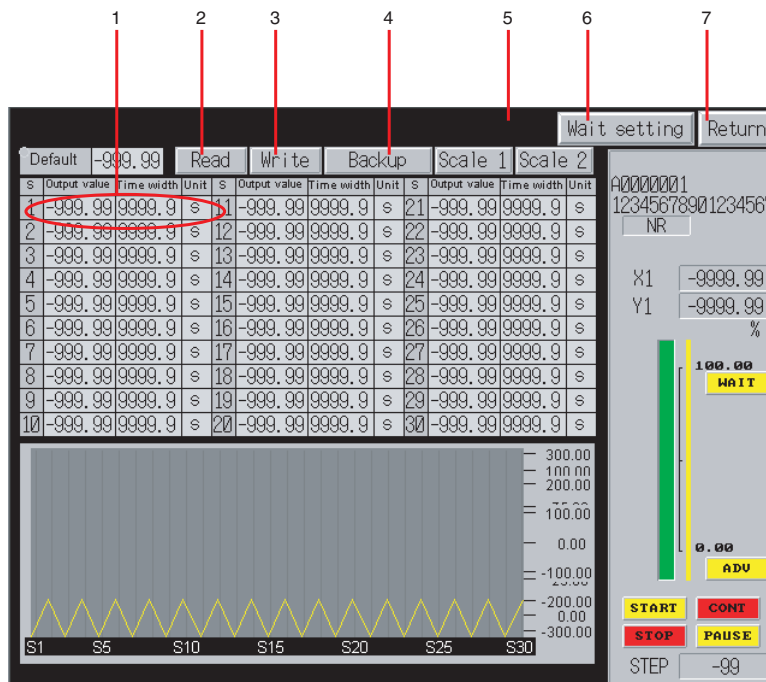 1 2 3 4 5 6 7
Wait setting Return
Default -999.99 Read Write Backup Scale 1 Scale 2
S Output value Time width Unit S Output value Time width Unit S Output value Time width Unit
1 -999.99 9999.9 s 11 -999.99 9999.9 s 21 -999.99 9999.9 s
2 -999.99 9999.9 s 12 -999.99 9999.9 s 22 -999.99 9999.9 s
3 -999.99 9999.9 s 13 -999.99 9999.9 s 23 -999.99 9999.9 s
4 -999.99 9999.9 s 14 -999.99 9999.9 s 24 -999.99 9999.9 s
5 -999.99 9999.9 s 15 -999.99 9999.9 s 25 -999.99 9999.9 s
6 -999.99 9999.9 s 16 -999.99 9999.9 s 26 -999.99 9999.9 s
7 -999.99 9999.9 s 17 -999.99 9999.9 s 27 -999.99 9999.9 s
8 -999.99 9999.9 s 18 -999.99 9999.9 s 28 -999.99 9999.9 s
9 -999.99 9999.9 s 19 -999.99 9999.9 s 29 -999.99 9999.9 s
10 -999.99 9999.9 s 20 -999.99 9999.9 s 30 -999.99 9999.9 s
A0000001
1234567890123456
NR
X1 -9999.99
Y1 -9999.99
%
100.00
WAIT
0.00
ADV
START CONT
STOP PAUSE
STEP -99
300.00
100.00
200.00
100.00
0.00
-100.00
-200.00
0.00
-300.00
S1 S5 S10 S15 S20 S25 S30